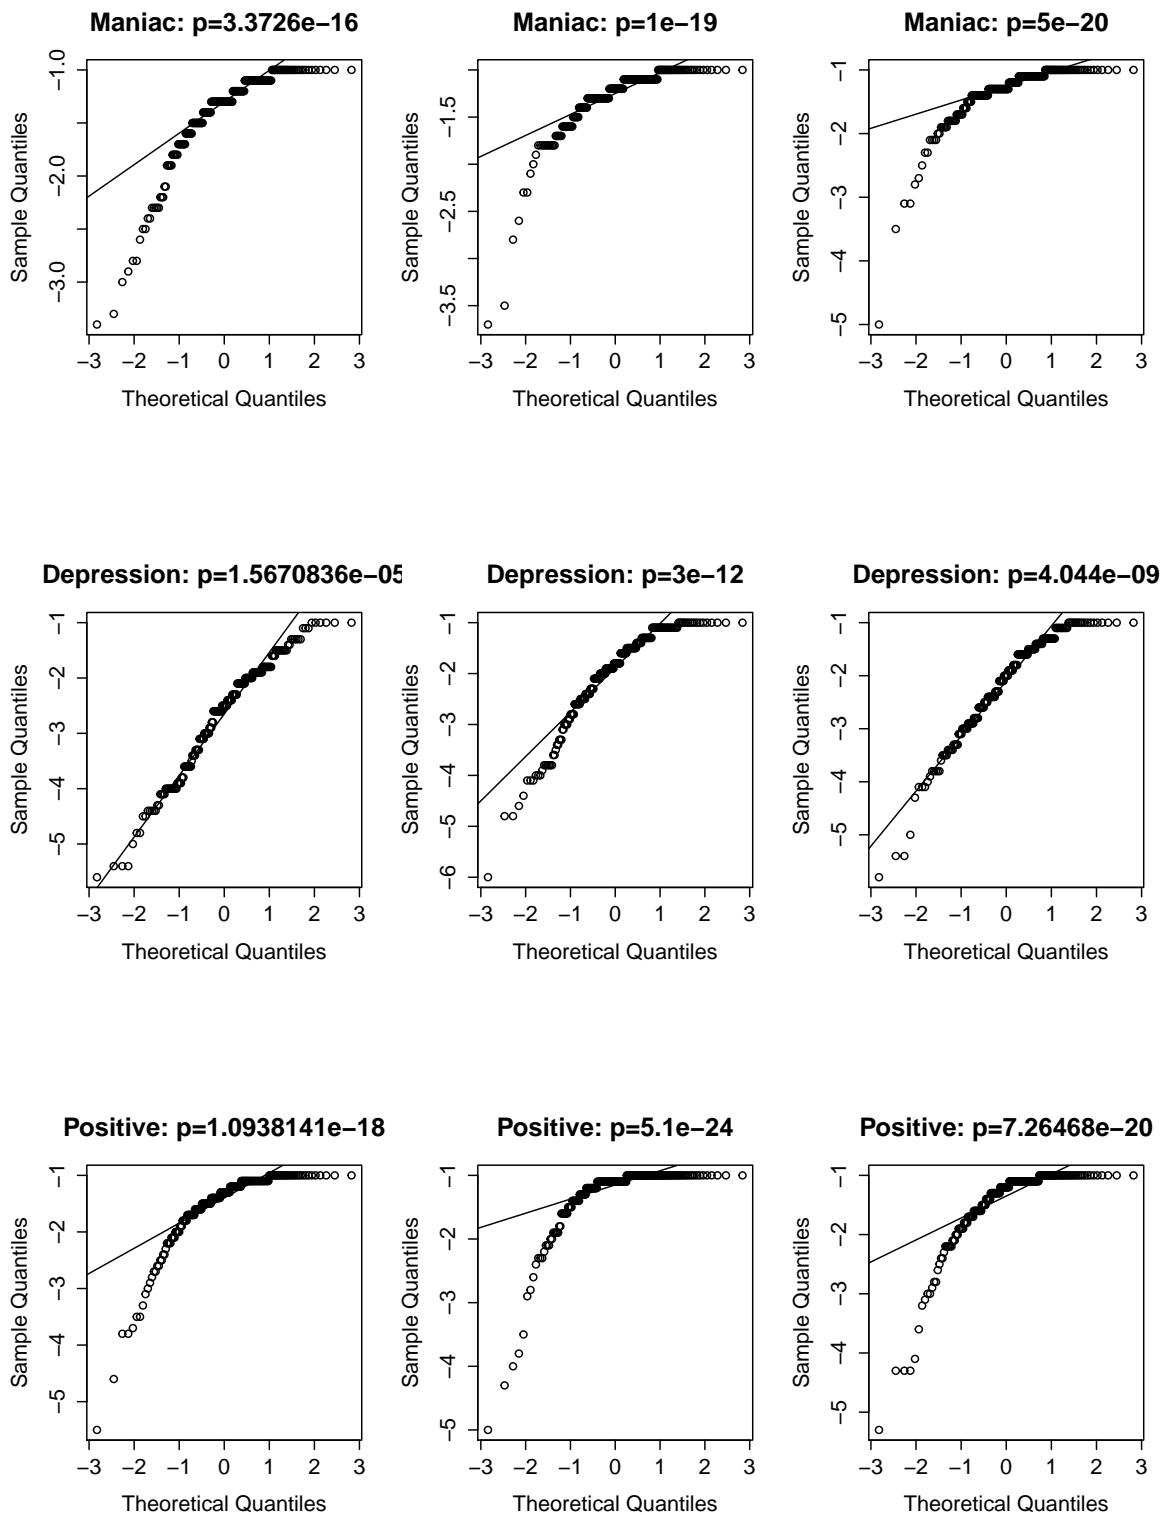 Maniac: p=3.3726e−16
Sample Quantiles
−3.0 −2.0 −1.0
−3 −2 −1 0 1 2 3
Theoretical Quantiles
Maniac: p=1e−19
Sample Quantiles
−3.5 −2.5 −1.5
−3 −2 −1 0 1 2 3
Theoretical Quantiles
Maniac: p=5e−20
Sample Quantiles
−5 −4 −3 −2 −1
−3 −2 −1 0 1 2 3
Theoretical Quantiles
Depression: p=1.5670836e−05
Sample Quantiles
−5 −4 −3 −2 −1
−3 −2 −1 0 1 2 3
Theoretical Quantiles
Depression: p=3e−12
Sample Quantiles
−6 −5 −4 −3 −2 −1
−3 −2 −1 0 1 2 3
Theoretical Quantiles
Depression: p=4.044e−09
Sample Quantiles
−5 −4 −3 −2 −1
−3 −2 −1 0 1 2 3
Theoretical Quantiles
Positive: p=1.0938141e−18
Sample Quantiles
−5 −4 −3 −2 −1
−3 −2 −1 0 1 2 3
Theoretical Quantiles
Positive: p=5.1e−24
Sample Quantiles
−5 −4 −3 −2 −1
−3 −2 −1 0 1 2 3
Theoretical Quantiles
Positive: p=7.26468e−20
Sample Quantiles
−5 −4 −3 −2 −1
−3 −2 −1 0 1 2 3
Theoretical Quantiles